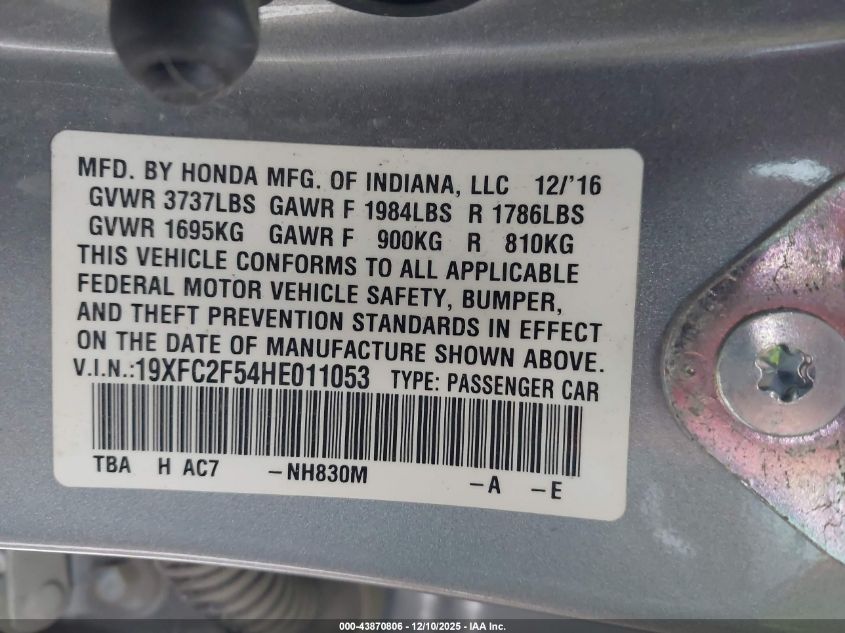 MFD. BY HONDA MFG. OF INDIANA, LLC 12/'16
GVWR 3737LBS GAWR F 1984LBS R 1786LBS
GVWR 1695KG GAWR F 900KG R 810KG
THIS VEHICLE CONFORMS TO ALL APPLICABLE
FEDERAL MOTOR VEHICLE SAFETY, BUMPER,
AND THEFT PREVENTION STANDARDS IN EFFECT
ON THE DATE OF MANUFACTURE SHOWN ABOVE.
V.I.N.:19XFC2F54HE011053 TYPE: PASSENGER CAR
TBA H AC7 -NH830M -A -E
000-43870806 - 12/10/2025 - IAA Inc.